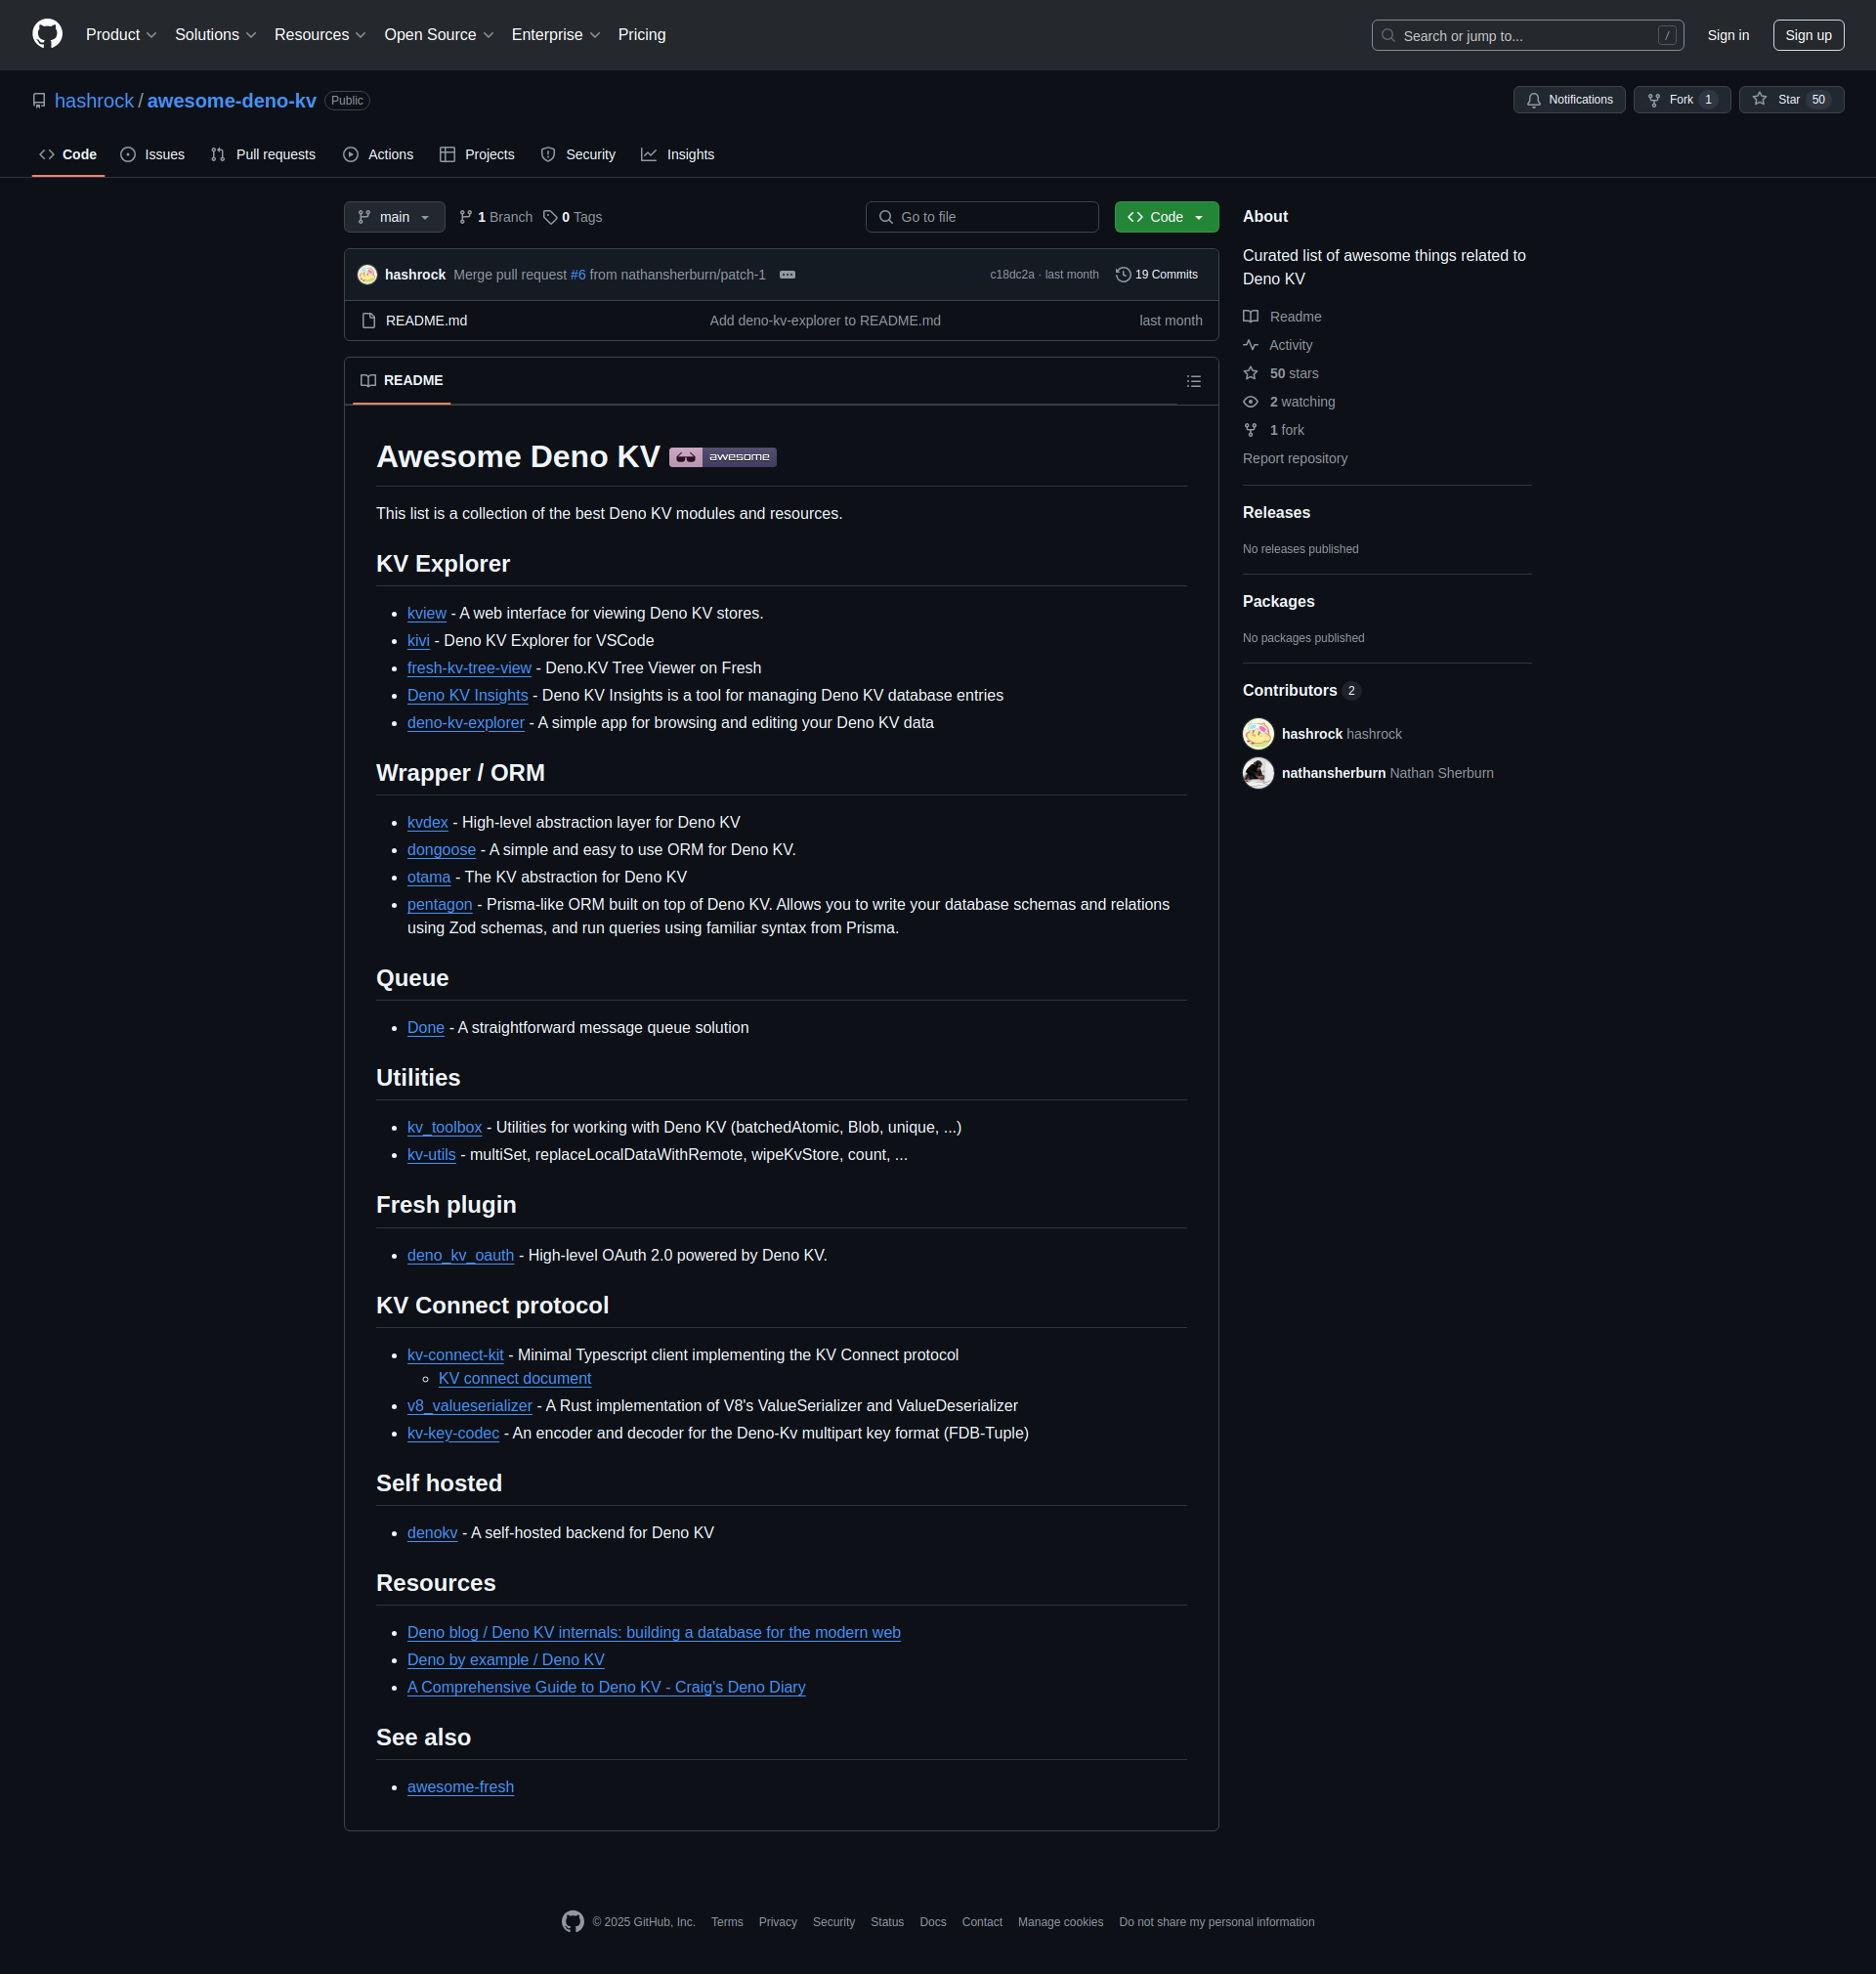 Product Solutions Resources Open Source Enterprise Pricing Search or jump to... / Sign in Sign up
hashrock / awesome-deno-kv Public Notifications Fork 1 Star 50
Code Issues Pull requests Actions Projects Security Insights
main 1 Branch 0 Tags Go to file Code
hashrock Merge pull request #6 from nathansherburn/patch-1 c18dc2a · last month 19 Commits
README.md Add deno-kv-explorer to README.md last month
README
Awesome Deno KV awesome
This list is a collection of the best Deno KV modules and resources.
KV Explorer
kview - A web interface for viewing Deno KV stores.
kivi - Deno KV Explorer for VSCode
fresh-kv-tree-view - Deno.KV Tree Viewer on Fresh
Deno KV Insights - Deno KV Insights is a tool for managing Deno KV database entries
deno-kv-explorer - A simple app for browsing and editing your Deno KV data
Wrapper / ORM
kvdex - High-level abstraction layer for Deno KV
dongoose - A simple and easy to use ORM for Deno KV.
otama - The KV abstraction for Deno KV
pentagon - Prisma-like ORM built on top of Deno KV. Allows you to write your database schemas and relations
using Zod schemas, and run queries using familiar syntax from Prisma.
Queue
Done - A straightforward message queue solution
Utilities
kv_toolbox - Utilities for working with Deno KV (batchedAtomic, Blob, unique, ...)
kv-utils - multiSet, replaceLocalDataWithRemote, wipeKvStore, count, ...
Fresh plugin
deno_kv_oauth - High-level OAuth 2.0 powered by Deno KV.
KV Connect protocol
kv-connect-kit - Minimal Typescript client implementing the KV Connect protocol
KV connect document
v8_valueserializer - A Rust implementation of V8's ValueSerializer and ValueDeserializer
kv-key-codec - An encoder and decoder for the Deno-Kv multipart key format (FDB-Tuple)
Self hosted
denokv - A self-hosted backend for Deno KV
Resources
Deno blog / Deno KV internals: building a database for the modern web
Deno by example / Deno KV
A Comprehensive Guide to Deno KV - Craig's Deno Diary
See also
awesome-fresh
About
Curated list of awesome things related to
Deno KV
Readme
Activity
50 stars
2 watching
1 fork
Report repository
Releases
No releases published
Packages
No packages published
Contributors 2
hashrock hashrock
nathansherburn Nathan Sherburn
© 2025 GitHub, Inc. Terms Privacy Security Status Docs Contact Manage cookies Do not share my personal information